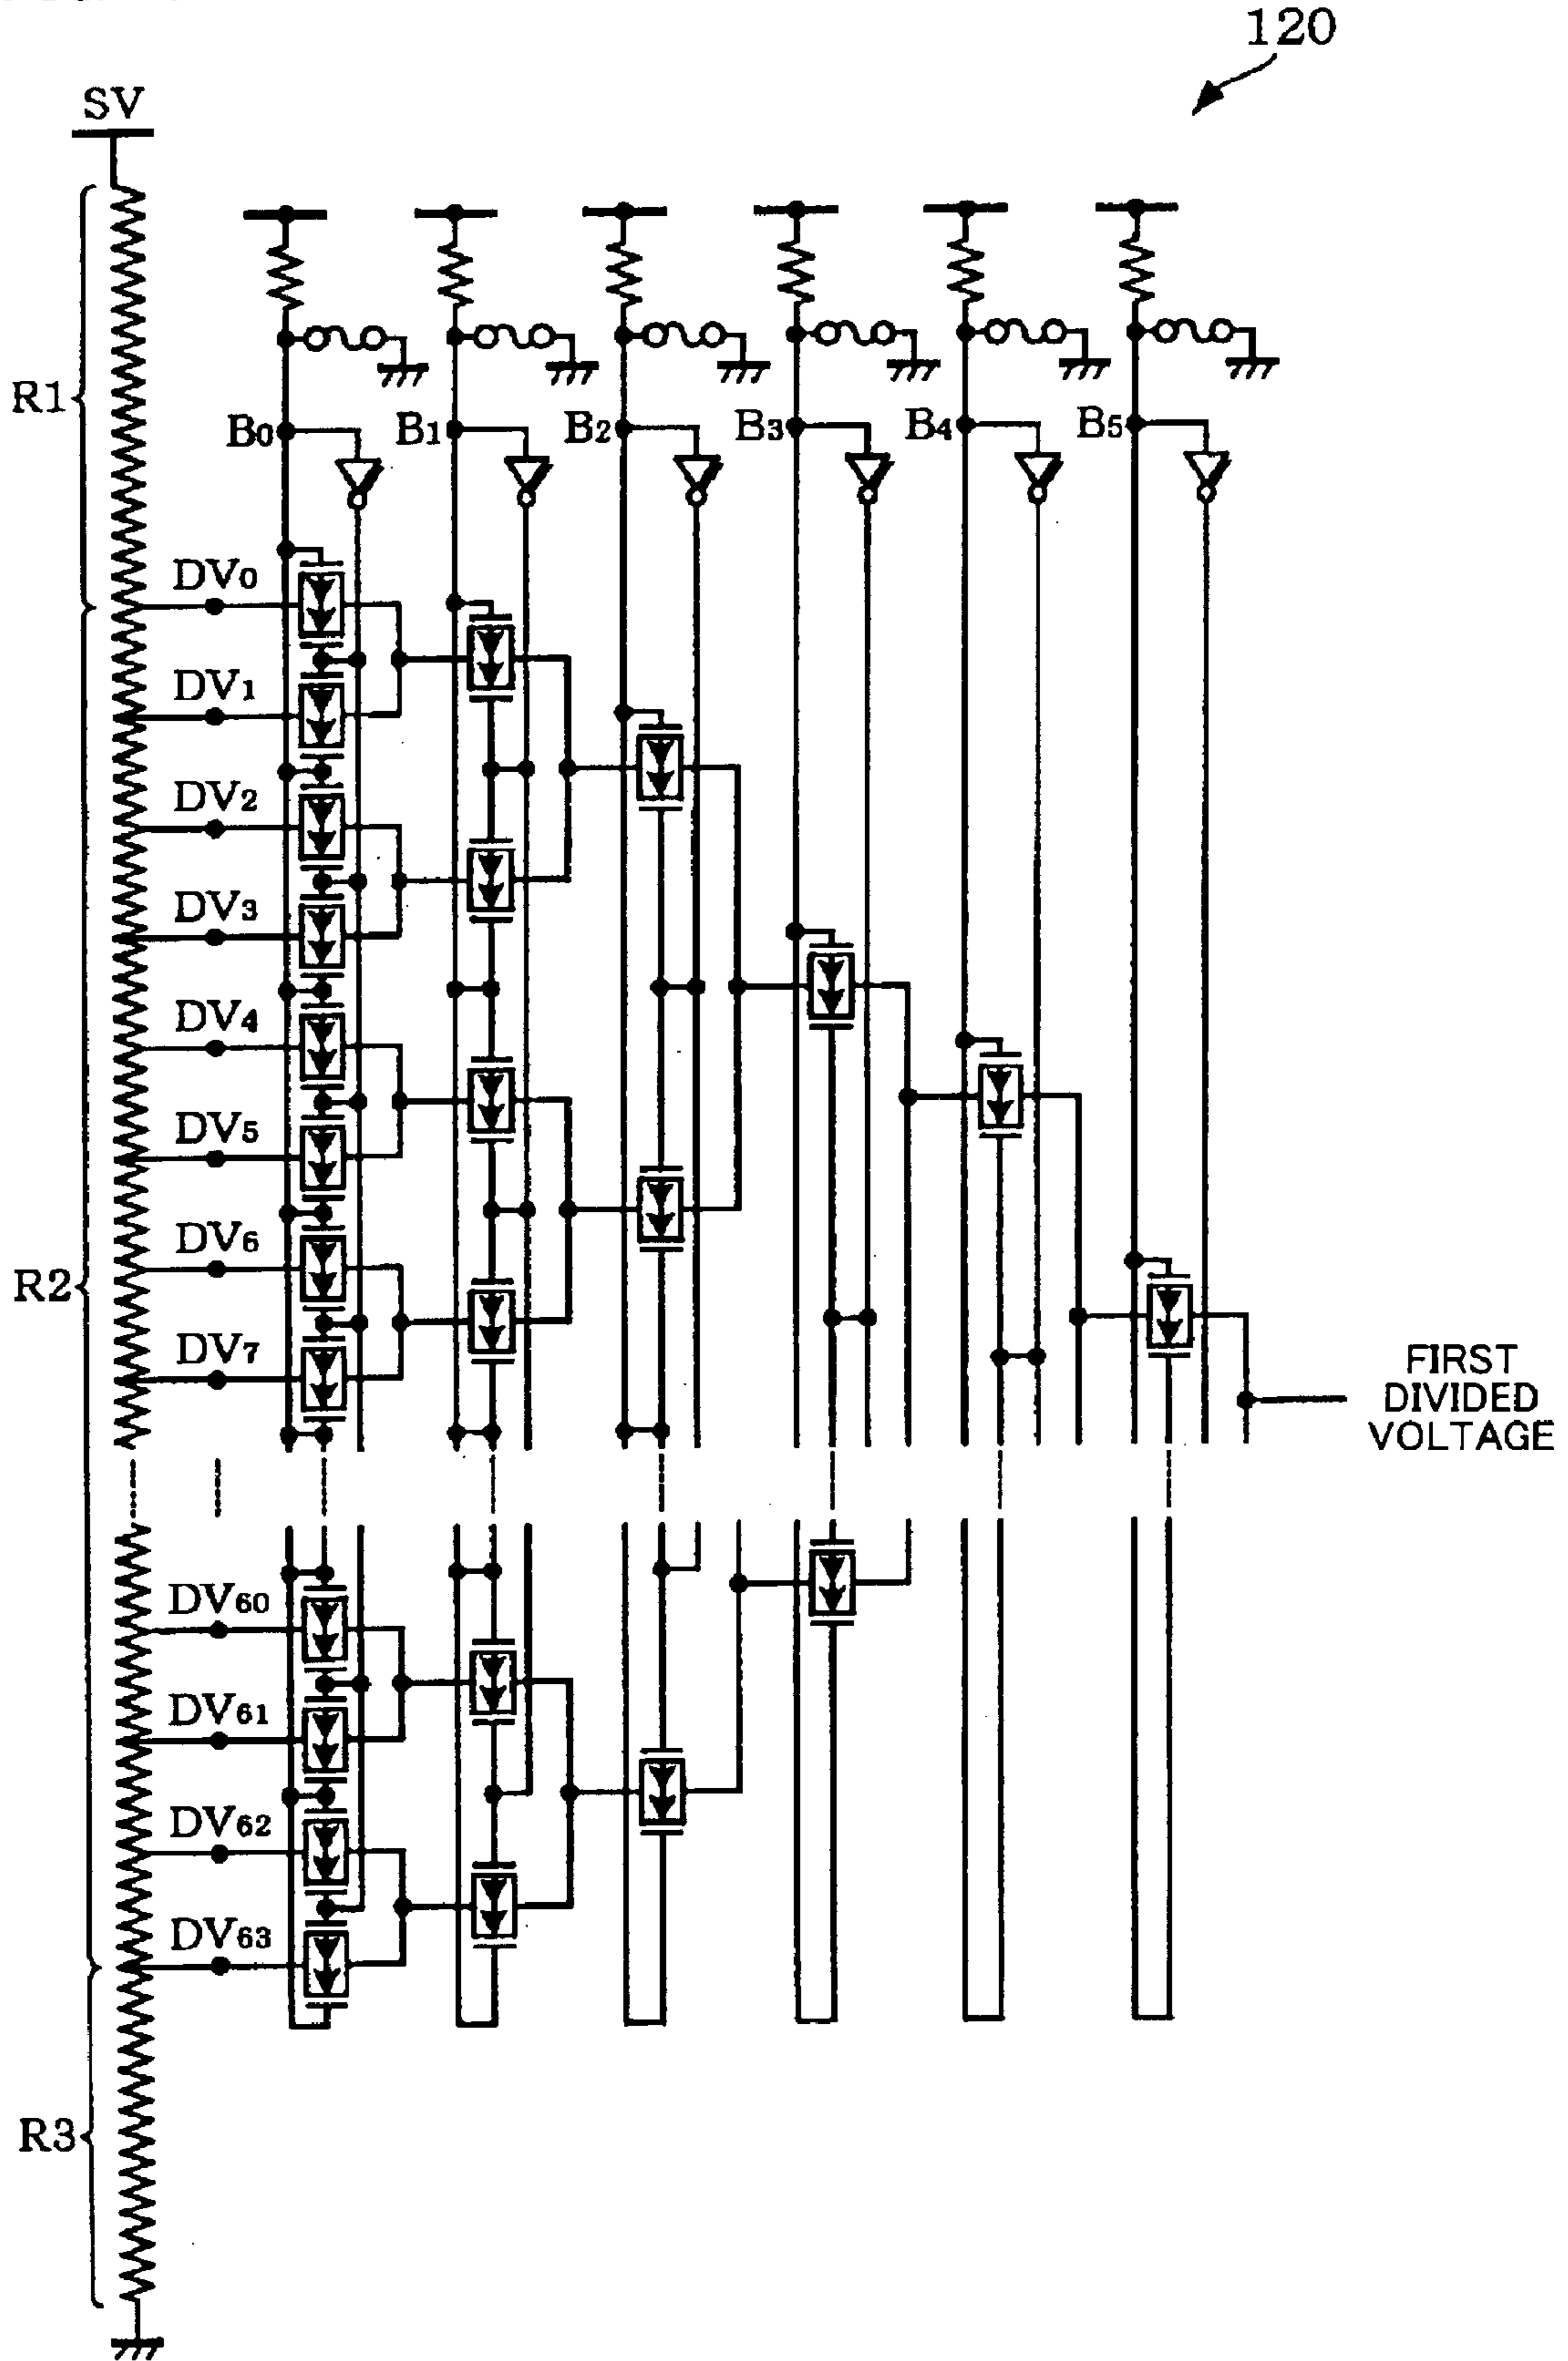 120
SV
R1
B0
B1
B2
B3
B4
B5
DV0
DV1
DV2
DV3
DV4
DV5
DV6
R2
DV7
FIRST
DIVIDED
VOLTAGE
DV60
DV61
DV62
DV63
R3